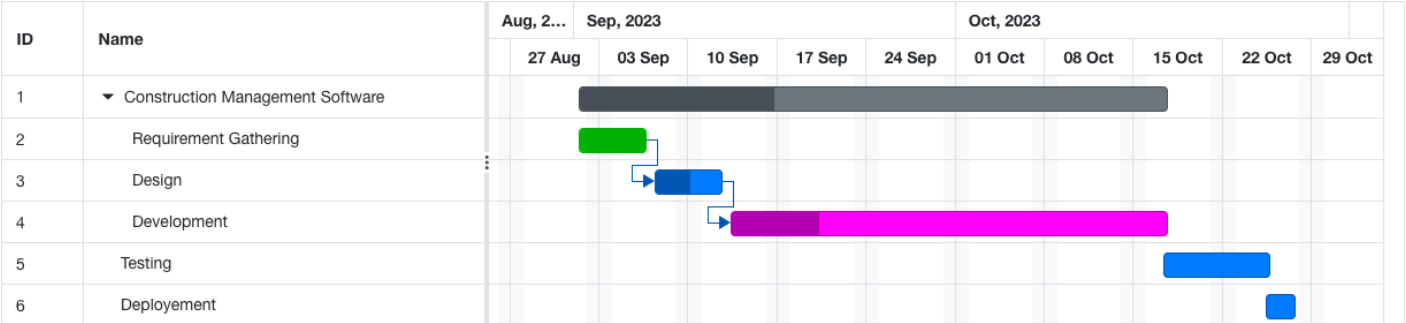 Aug, 2... Sep, 2023 Oct, 2023
ID Name
27 Aug 03 Sep 10 Sep 17 Sep 24 Sep 01 Oct 08 Oct 15 Oct 22 Oct 29 Oct
1 Construction Management Software
2 Requirement Gathering
3 Design
4 Development
5 Testing
6 Deployement